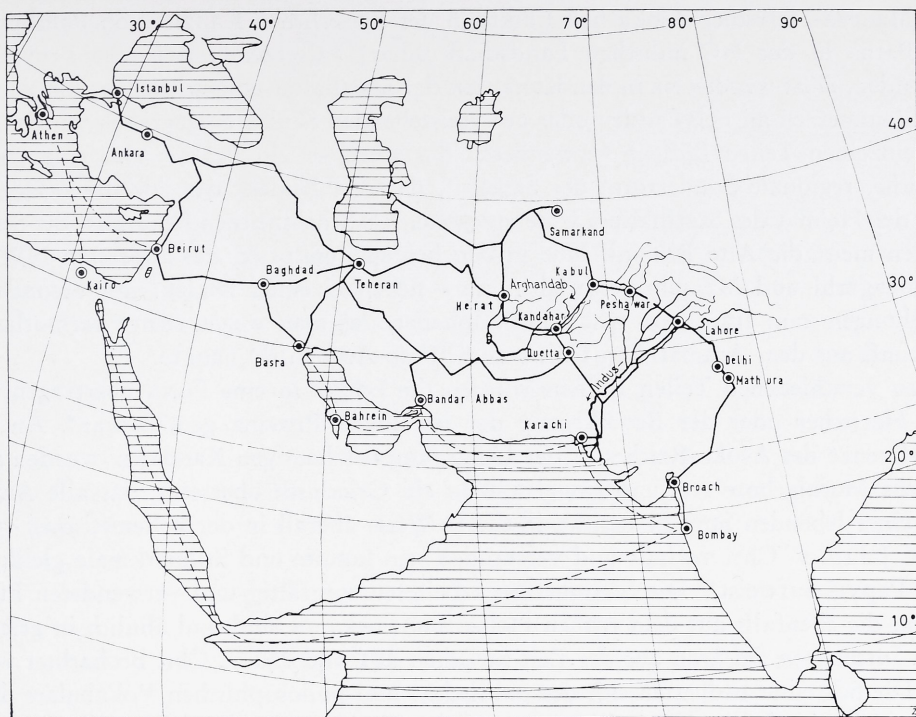 30°
40°
50°
60°
70°
80°
90°
Istanbul
Athen
Ankara
40°
Samarkand
Beirut
Baghdad
Teheran
Kabul
Kairo
Arghandab
Herat
Peshawar
30°
Kandahar
Lahore
Basra
Quetta
Delhi
Indus
Mathura
Bandar Abbas
Bahrein
Karachi
20°
Broach
Bombay
10°